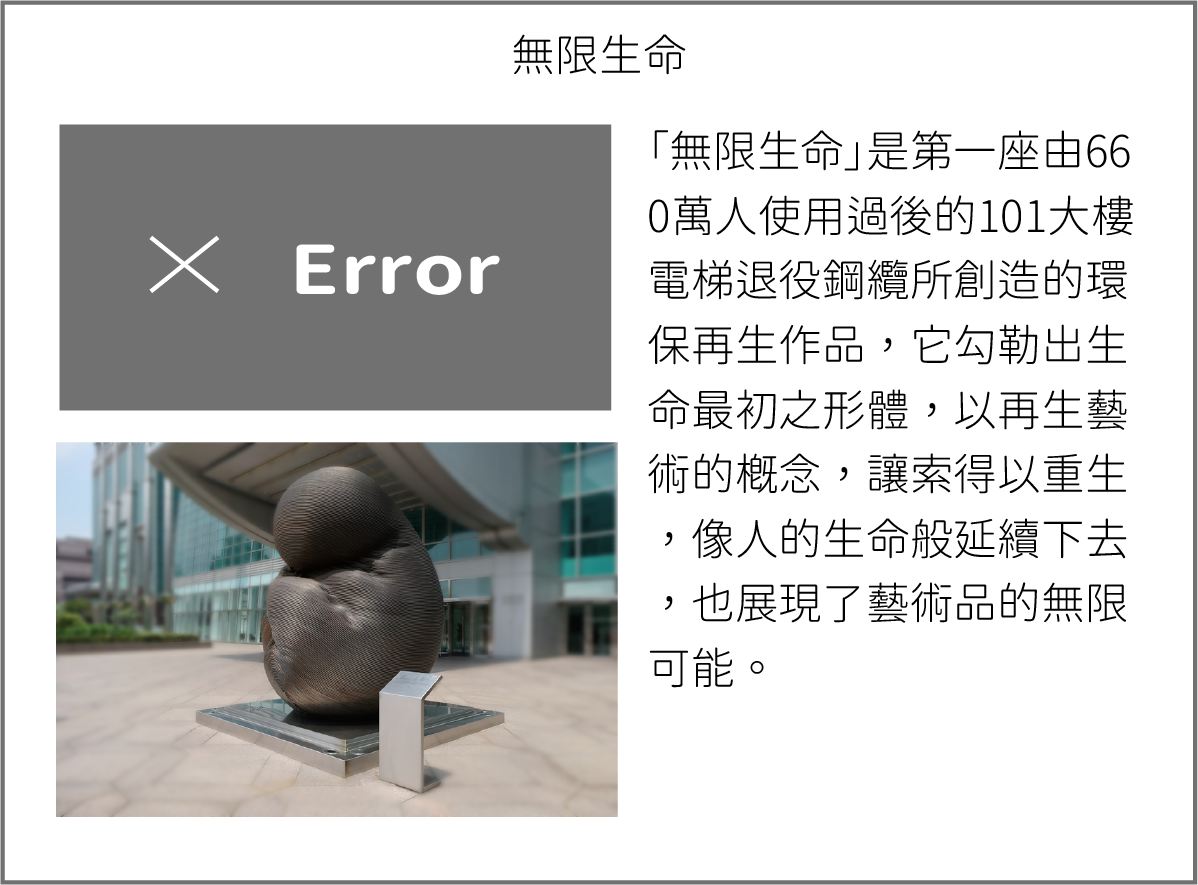 無限生命
Error
「無限生命」是第一座由66
0萬人使用過後的101大樓
電梯退役鋼纜所創造的環
保再生作品，它勾勒出生
命最初之形體，以再生藝
術的概念，讓索得以重生
，像人的生命般延續下去
，也展現了藝術品的無限
可能。